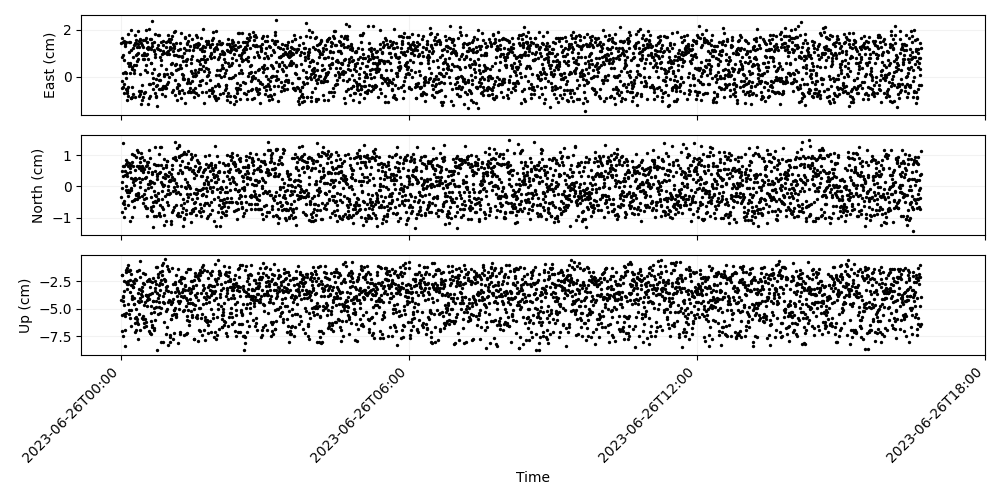 East (cm)
2
0
North (cm)
1
0
−1
Up (cm)
−2.5
−5.0
−7.5
2023-06-26T00:00
2023-06-26T06:00
2023-06-26T12:00
2023-06-26T18:00
Time